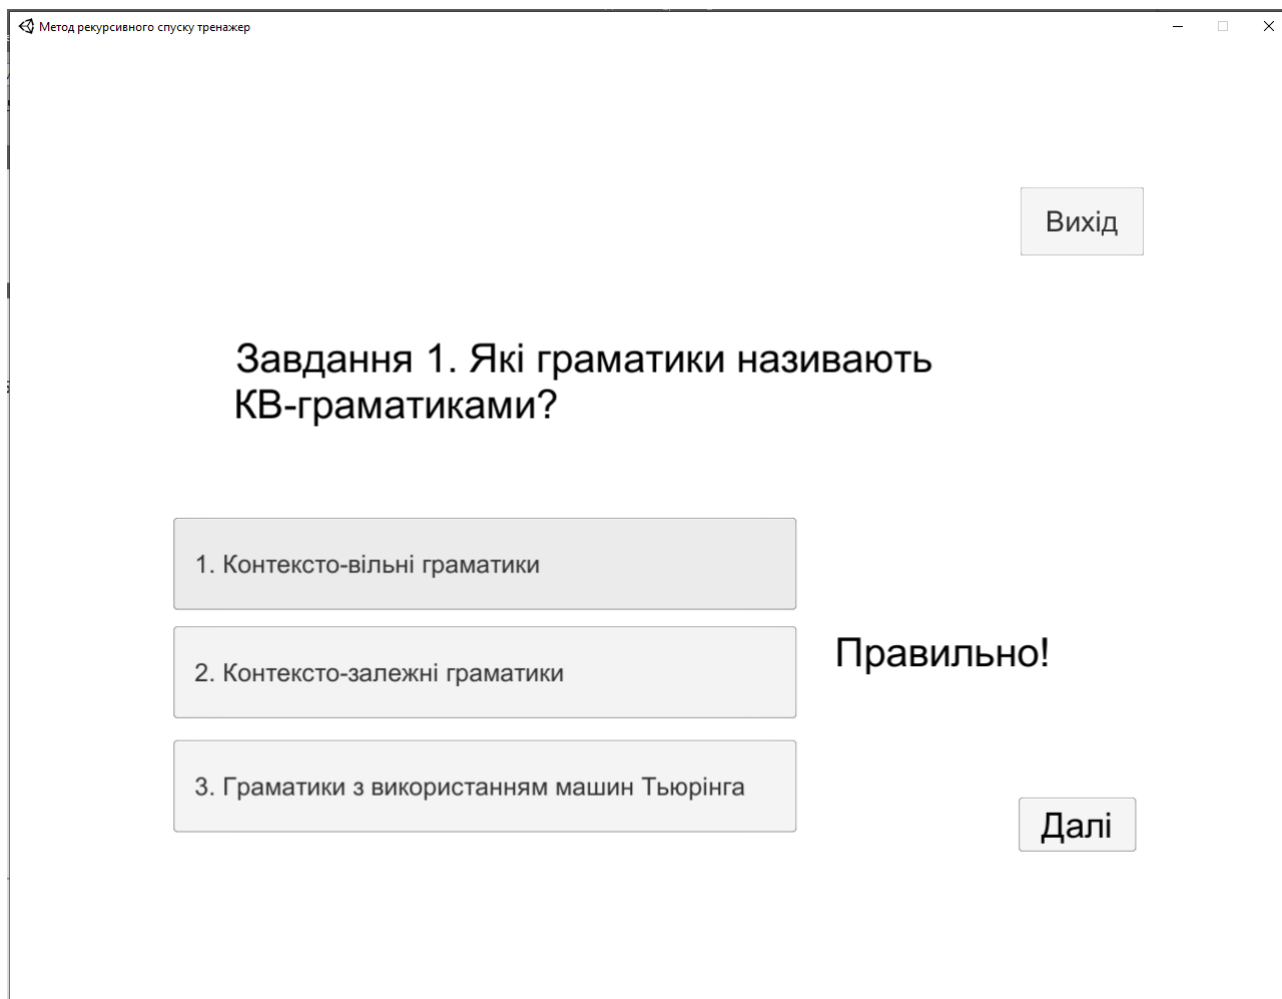 Метод рекурсивного спуску тренажер
Вихід
Завдання 1. Які граматики називають
КВ-граматиками?
1. Контексто-вільні граматики
2. Контексто-залежні граматики
Правильно!
3. Граматики з використанням машин Тьюрінга
Далі